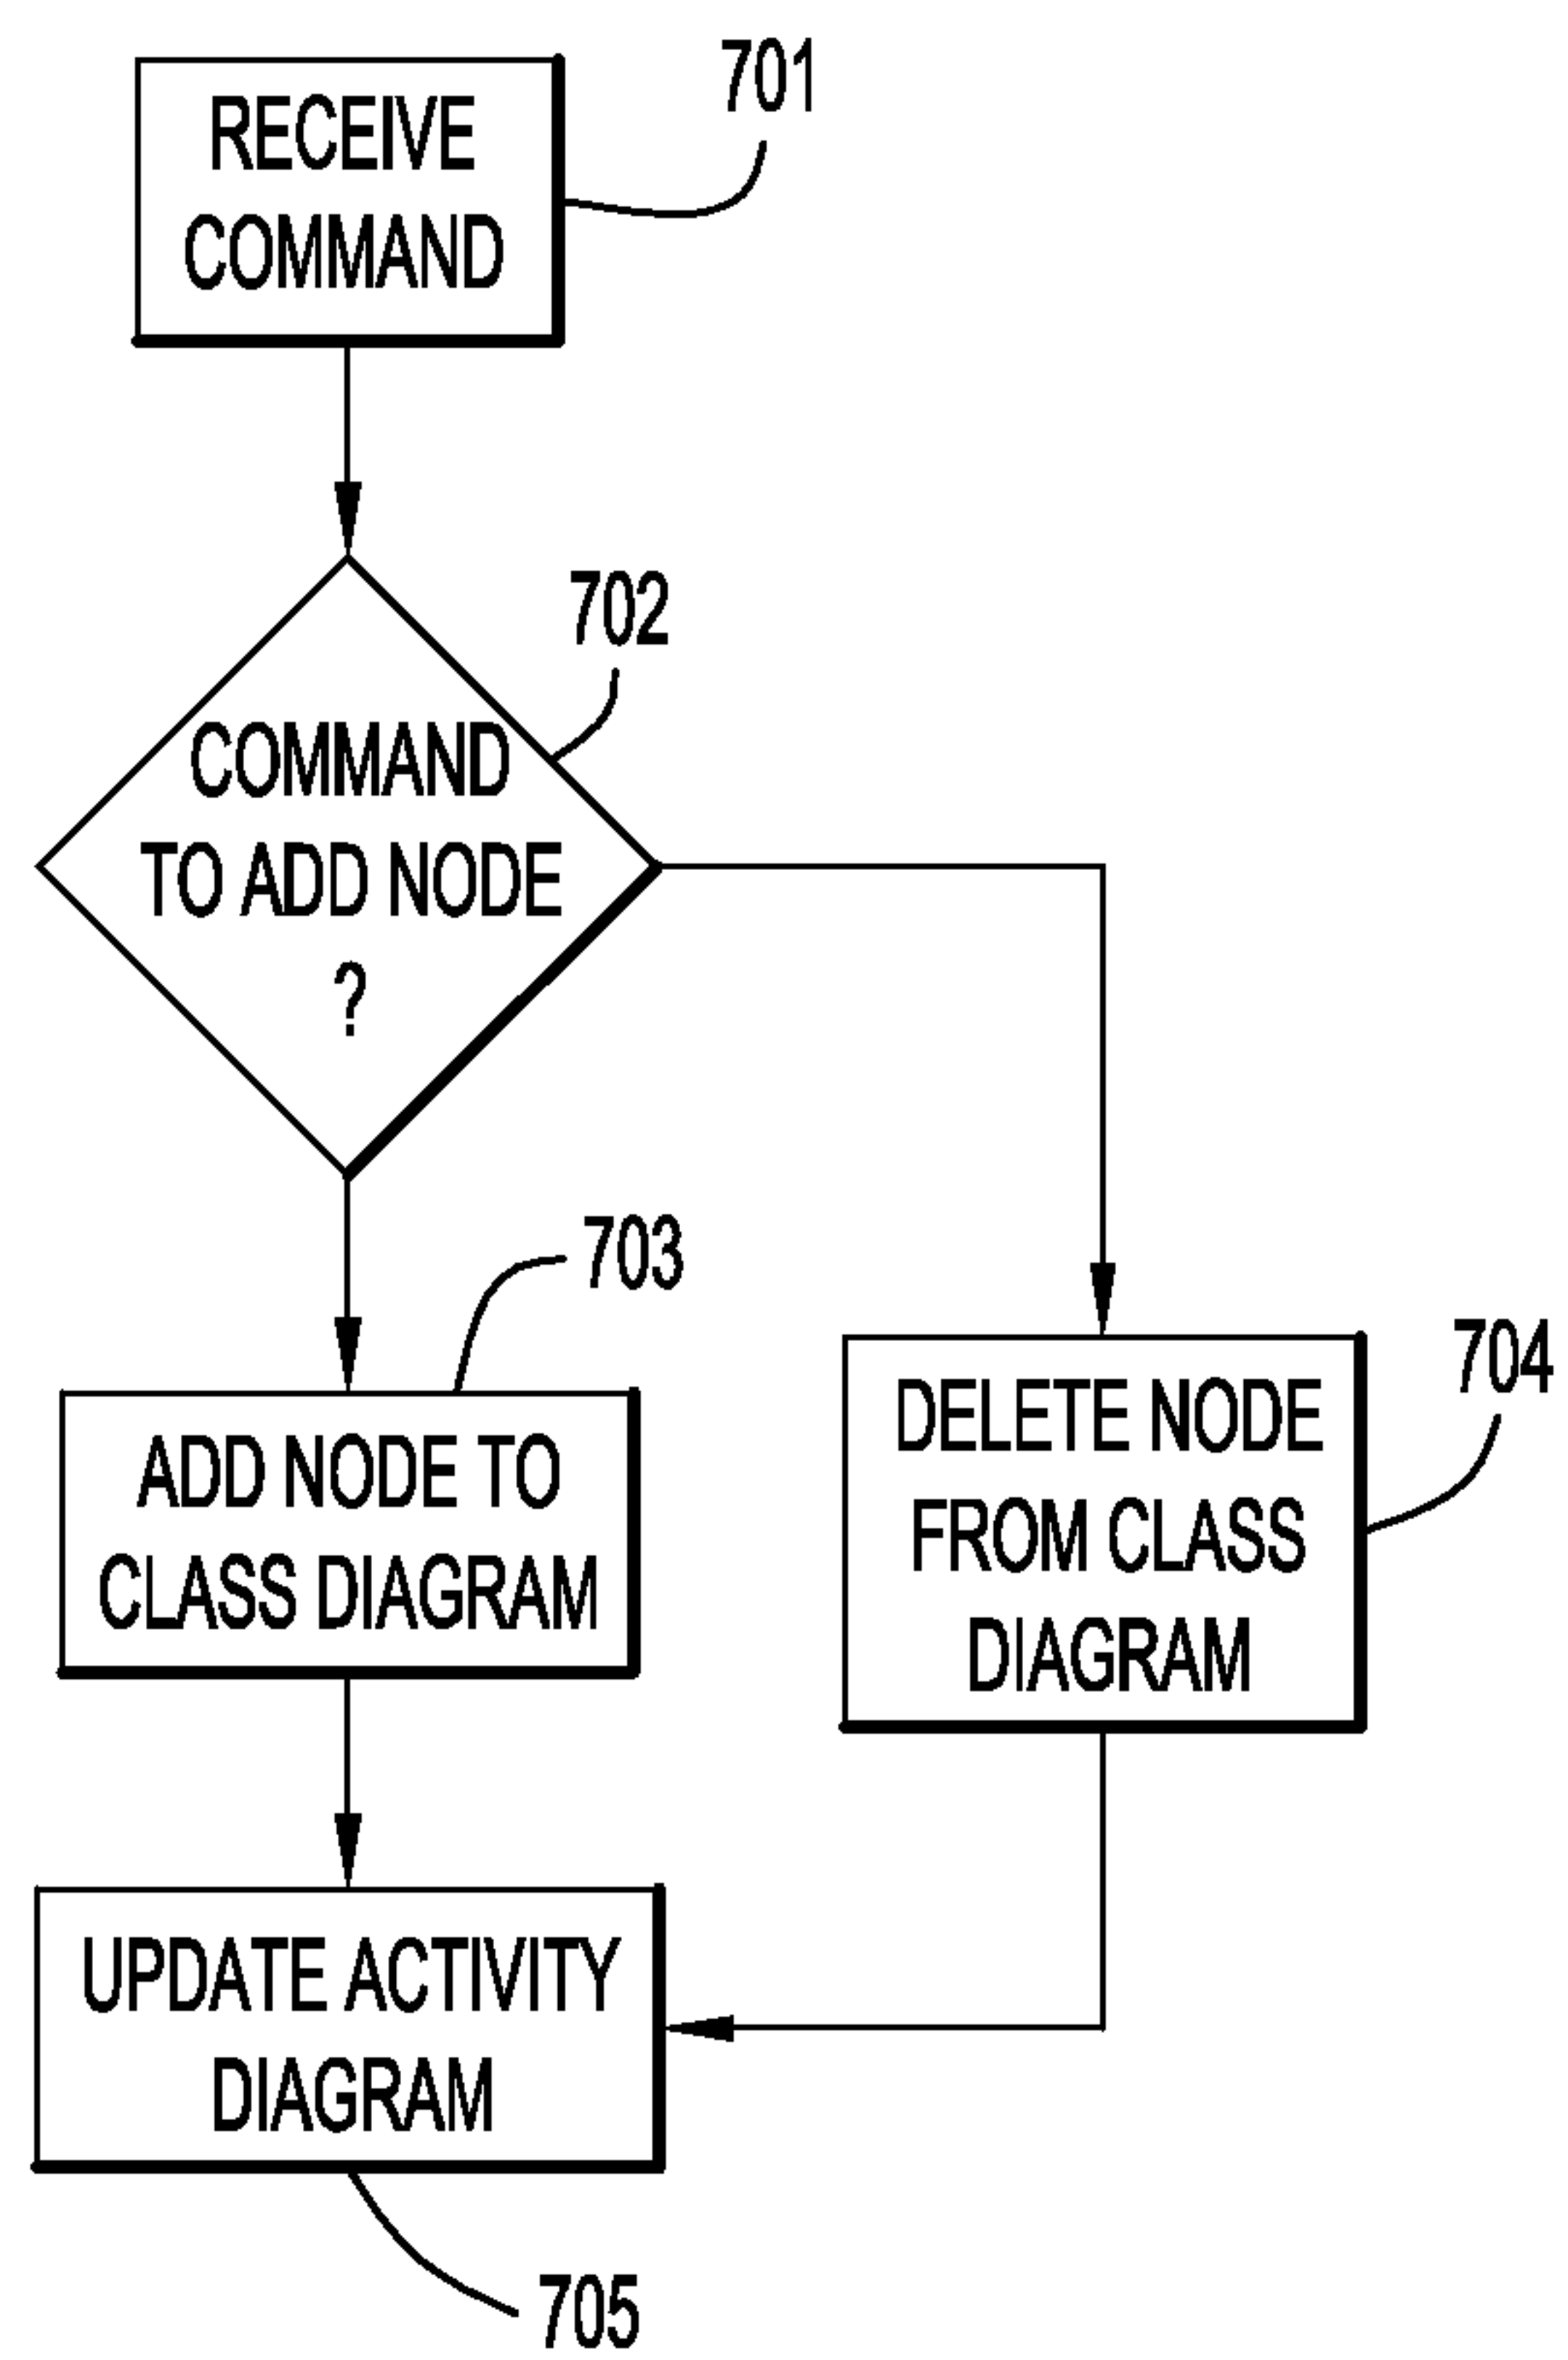 701
RECEIVE
COMMAND
702
COMMAND
TO ADD NODE
?
703
ADD NODE TO
CLASS DIAGRAM
704
DELETE NODE
FROM CLASS
DIAGRAM
UPDATE ACTIVITY
DIAGRAM
705